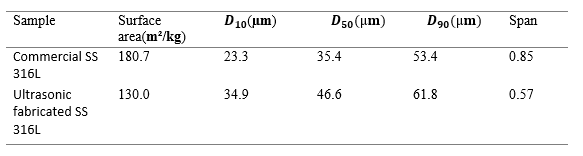 Sample Surface area(m²/kg) D₁₀(μm) D₅₀(μm) D₉₀(μm) Span
Commercial SS 316L 180.7 23.3 35.4 53.4 0.85
Ultrasonic fabricated SS 316L 130.0 34.9 46.6 61.8 0.57